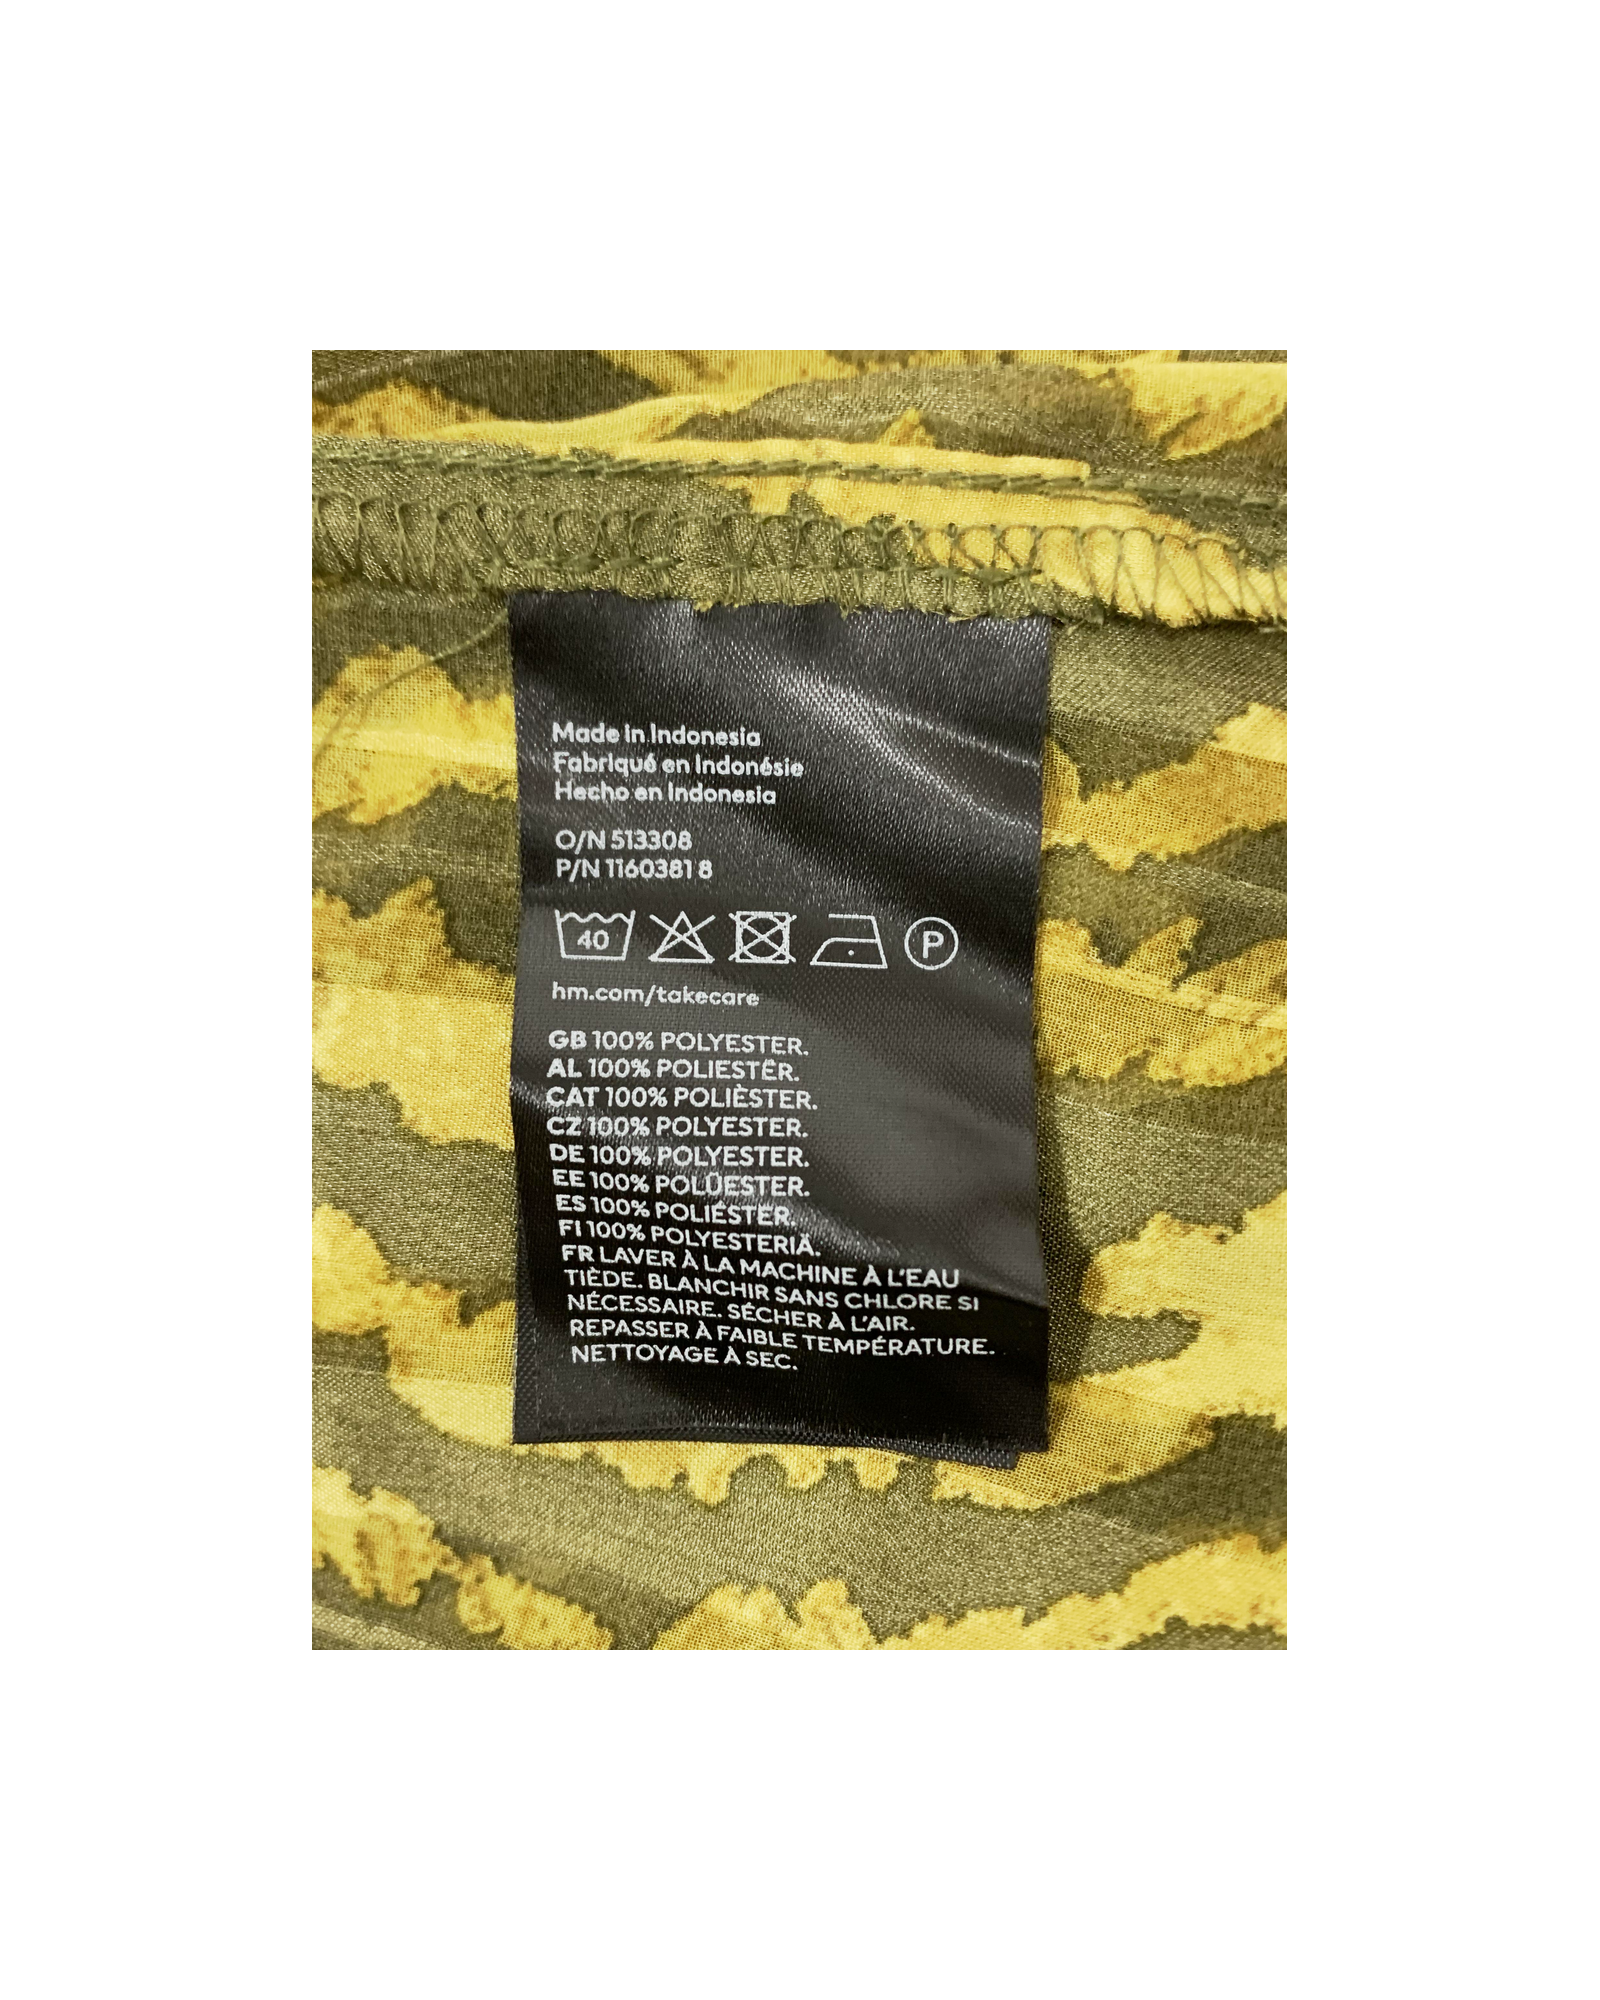 Made in Indonesia
Fabriqué en Indonésie
Hecho en Indonesia
O/N 513308
P/N 1160381 8
40
P
hm.com/takecare
GB 100% POLYESTER.
AL 100% POLIESTËR.
CAT 100% POLIÈSTER.
CZ 100% POLYESTER.
DE 100% POLYESTER.
EE 100% POLÜESTER.
ES 100% POLIÉSTER.
FI 100% POLYESTERIÄ.
FR LAVER À LA MACHINE À L'EAU
TIÈDE. BLANCHIR SANS CHLORE SI
NÉCESSAIRE. SÉCHER À L'AIR.
REPASSER À FAIBLE TEMPÉRATURE.
NETTOYAGE À SEC.